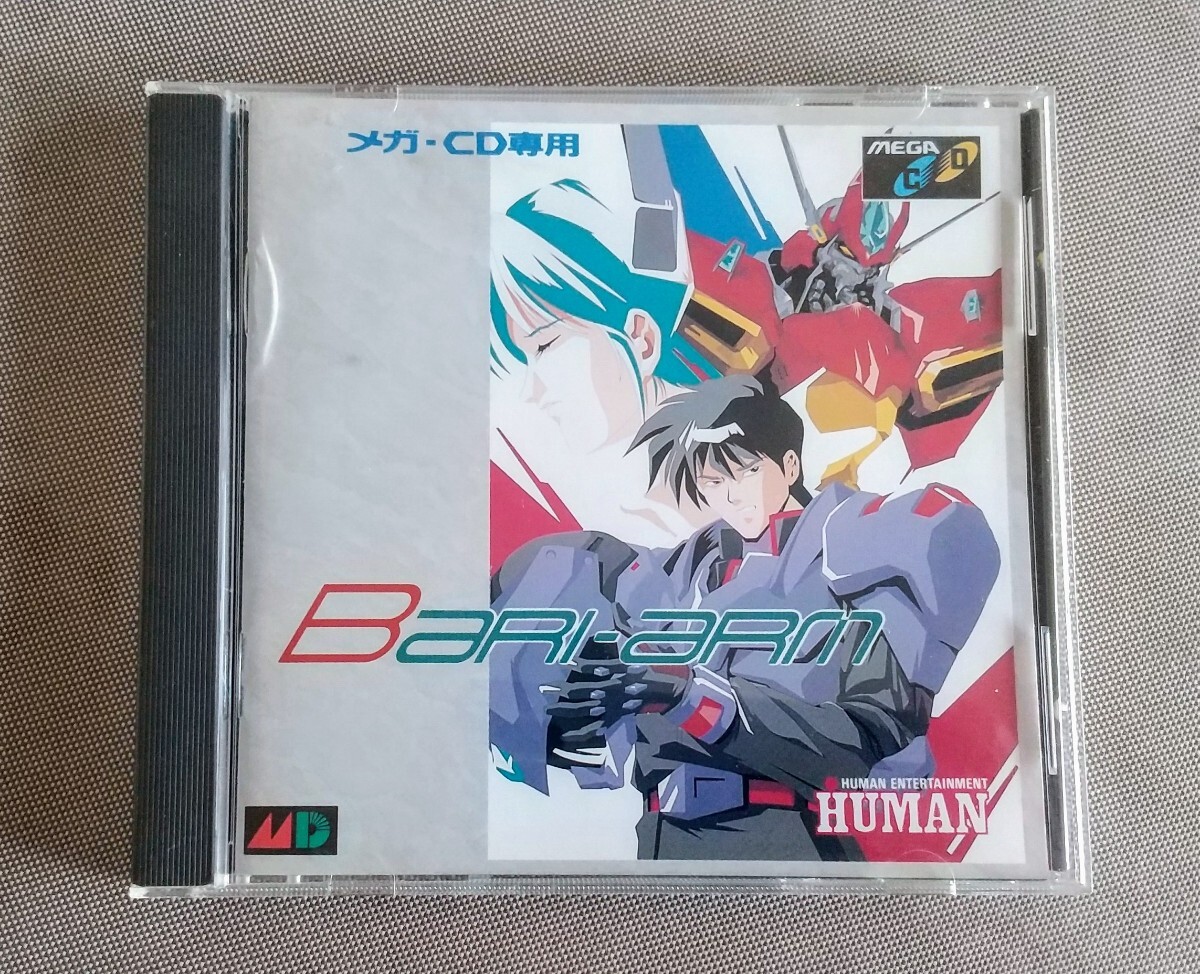 メガ・CD専用
MEGA
CD
Bari-arm
HUMAN ENTERTAINMENT
HUMAN
MD